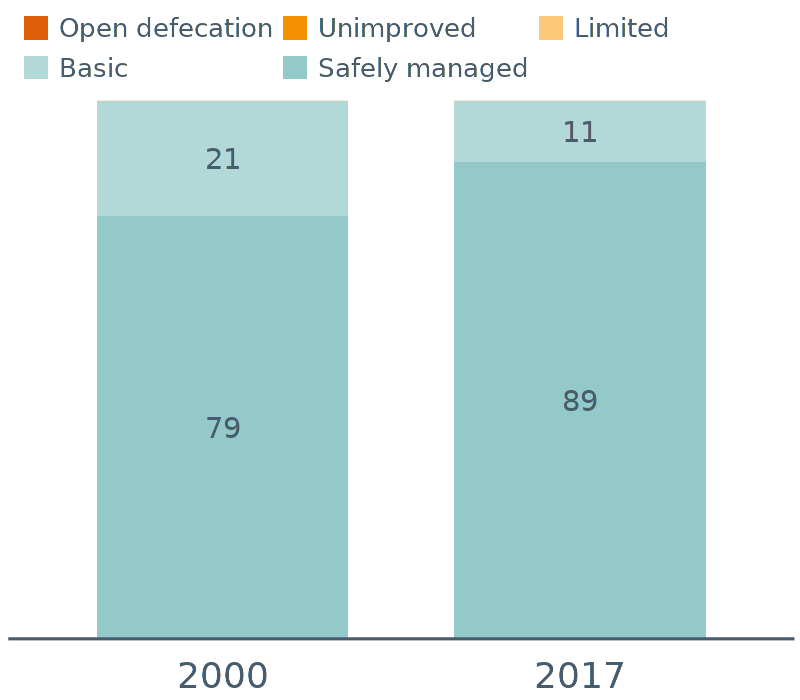 Open defecation Unimproved Limited
Basic Safely managed
21 11
79 89
2000 2017